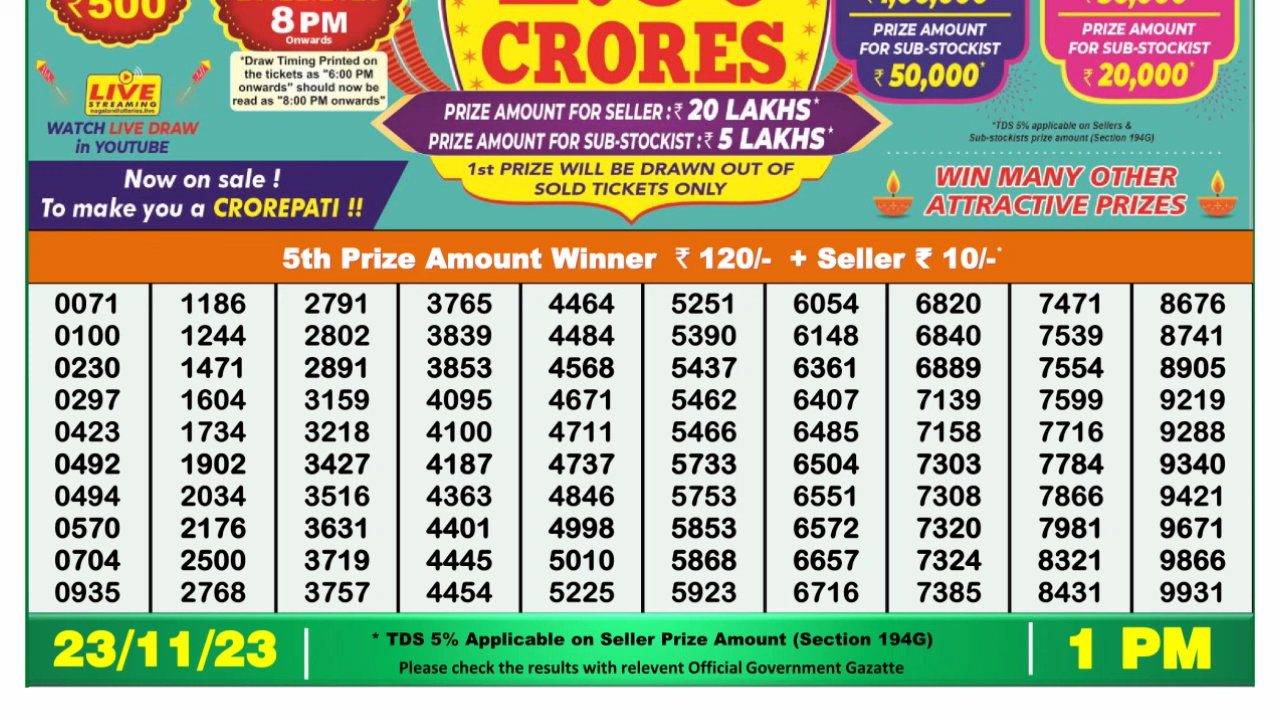 ₹500
8 PM
Onwards
*Draw Timing Printed on
the tickets as "6:00 PM
onwards" should now be
read as "8:00 PM onwards"
LIVE
STREAMING
nagalandlotteries.live
WATCH LIVE DRAW
in YOUTUBE
CRORES
PRIZE AMOUNT FOR SELLER :₹ 20 LAKHS*
PRIZE AMOUNT FOR SUB-STOCKIST :₹ 5 LAKHS*
1st PRIZE WILL BE DRAWN OUT OF
SOLD TICKETS ONLY
PRIZE AMOUNT
FOR SUB-STOCKIST
₹ 50,000*
PRIZE AMOUNT
FOR SUB-STOCKIST
₹ 20,000*
*TDS 5% applicable on Sellers &
Sub-stockists prize amount (Section 194G)
Now on sale !
To make you a CROREPATI !!
WIN MANY OTHER
ATTRACTIVE PRIZES
5th Prize Amount Winner ₹ 120/- + Seller ₹ 10/-*
0071 1186 2791 3765 4464 5251 6054 6820 7471 8676
0100 1244 2802 3839 4484 5390 6148 6840 7539 8741
0230 1471 2891 3853 4568 5437 6361 6889 7554 8905
0297 1604 3159 4095 4671 5462 6407 7139 7599 9219
0423 1734 3218 4100 4711 5466 6485 7158 7716 9288
0492 1902 3427 4187 4737 5733 6504 7303 7784 9340
0494 2034 3516 4363 4846 5753 6551 7308 7866 9421
0570 2176 3631 4401 4998 5853 6572 7320 7981 9671
0704 2500 3719 4445 5010 5868 6657 7324 8321 9866
0935 2768 3757 4454 5225 5923 6716 7385 8431 9931
23/11/23
* TDS 5% Applicable on Seller Prize Amount (Section 194G)
Please check the results with relevent Official Government Gazatte
1 PM